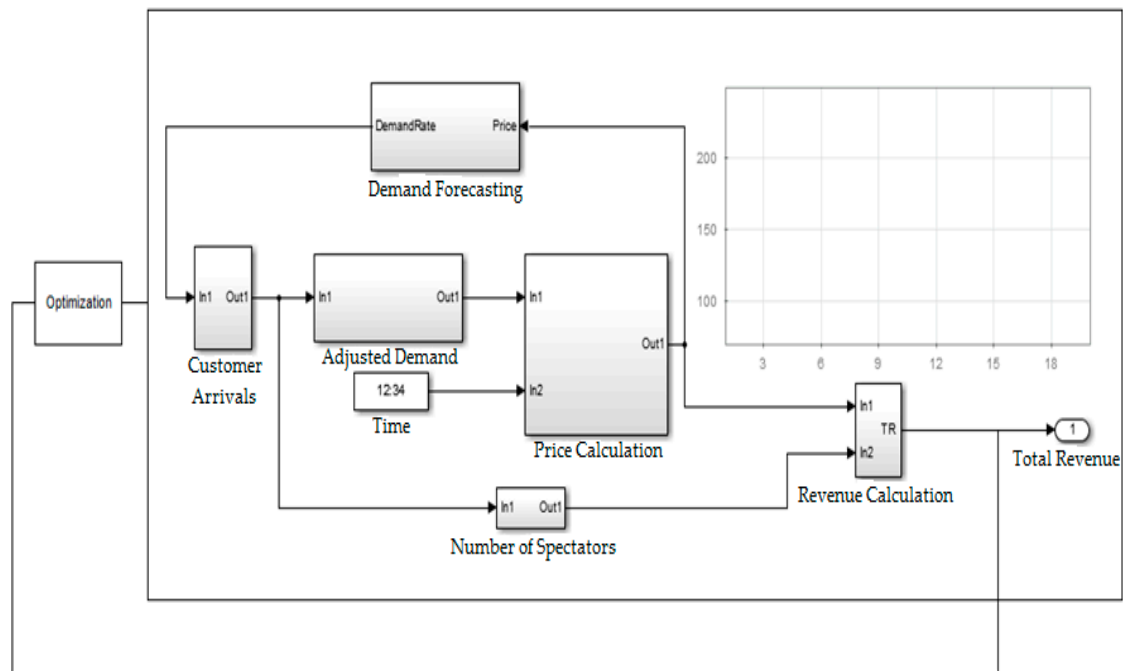 DemandRate Price
Demand Forecasting
200
150
100
3 6 9 12 15 18
Optimization
In1 Out1
Customer
Arrivals
In1 Out1
Adjusted Demand
12:34
Time
In1
In2
Out1
Price Calculation
In1
In2
TR
Revenue Calculation
1
Total Revenue
In1 Out1
Number of Spectators